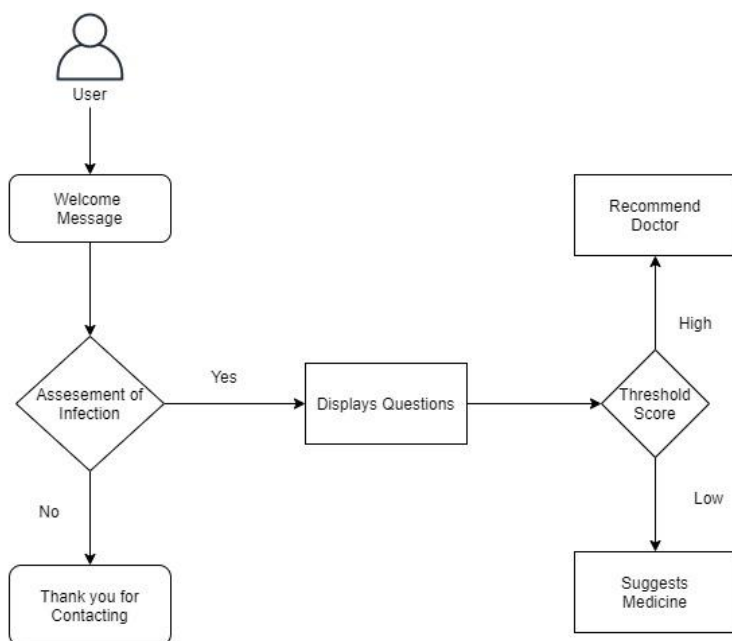 User
Welcome
Message
Recommend
Doctor
High
Yes
Assesement of
Infection
Displays Questions
Threshold
Score
No
Low
Thank you for
Contacting
Suggests
Medicine